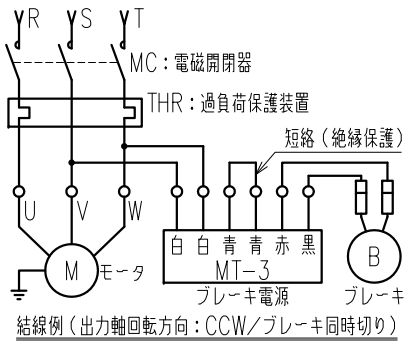 R S T
MC：電磁開閉器
THR：過負荷保護装置
短絡（絶縁保護）
U V W
白 白 青 青 赤 黒
M モータ
MT-3
B
ブレーキ電源 ブレーキ
結線例（出力軸回転方向：CCW/ブレーキ同時切り）